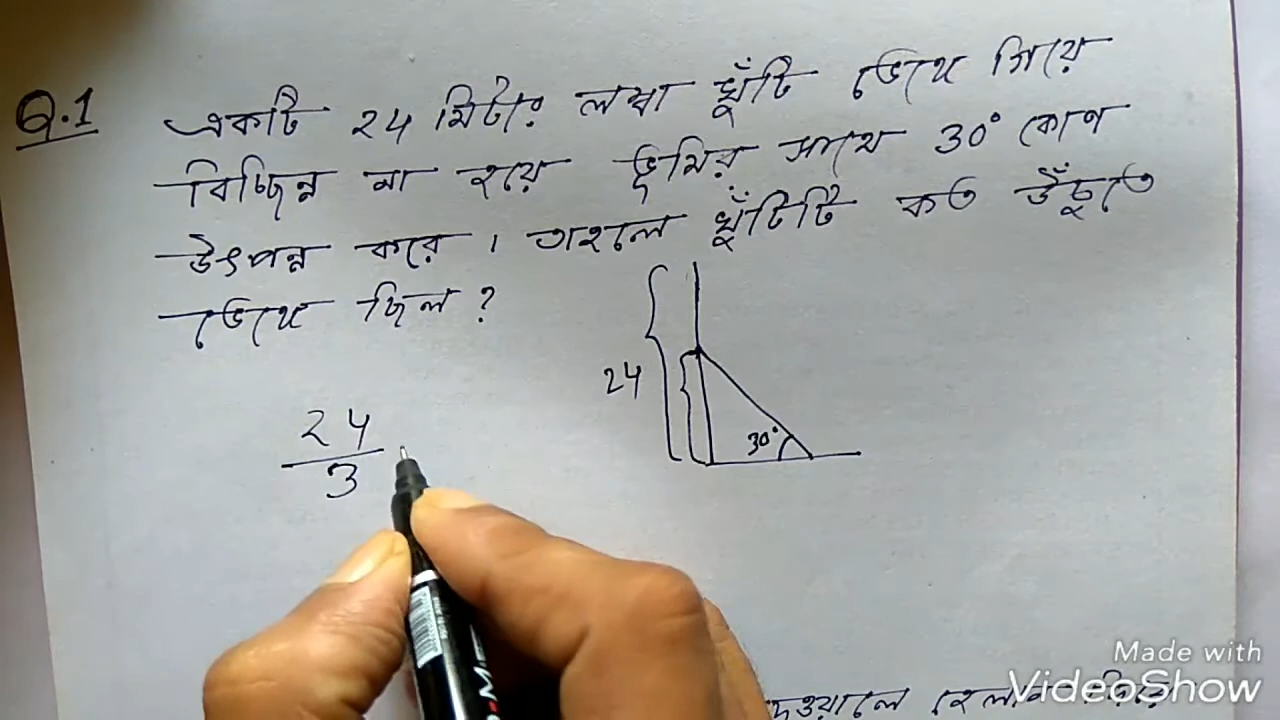 Q.1 একটি 24 মিটার লম্বা খুঁটি ভেঙে গিয়ে
বিচ্ছিন্ন না হয়ে ভূমির সাথে 30° কোণ
উৎপন্ন করে। তাহলে খুঁটিটি কত উঁচুতে
ভেঙে ছিল?
24
30°
24
3
Made with
VideoShow